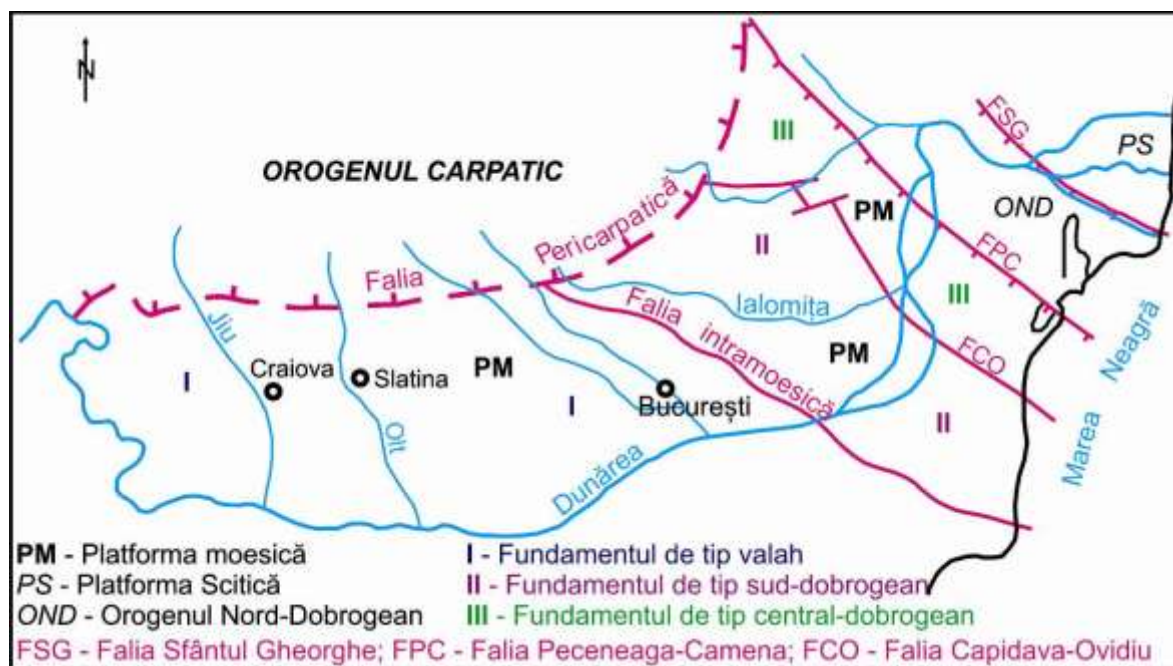 N
III
FSG
PS
OROGENUL CARPATIC
PM
OND
Falia Pericarpatică
II
FPC
Jiu
Ialomița
III
Falia intramoesică
PM
PM
FCO
Marea Neagră
I
Craiova
Slatina
I
București
II
Olt
Dunărea
PM - Platforma moesică
PS - Platforma Scitică
OND - Orogenul Nord-Dobrogean
I - Fundamentul de tip valah
II - Fundamentul de tip sud-dobrogean
III - Fundamentul de tip central-dobrogean
FSG - Falia Sfântul Gheorghe; FPC - Falia Peceneaga-Camena; FCO - Falia Capidava-Ovidiu